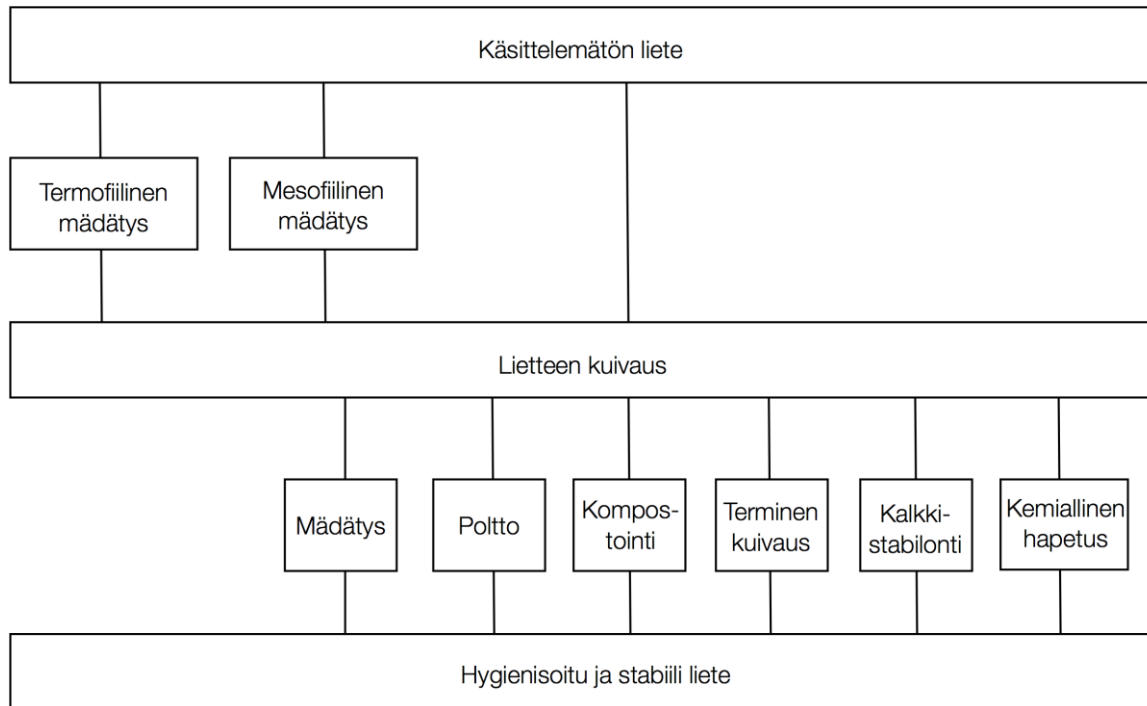 Käsittelemätön liete
Termofiilinen
mädätys
Mesofiilinen
mädätys
Lietteen kuivaus
Mädätys
Poltto
Kompos-
tointi
Terminen
kuivaus
Kalkki-
stabilonti
Kemiallinen
hapetus
Hygienisoitu ja stabiili liete